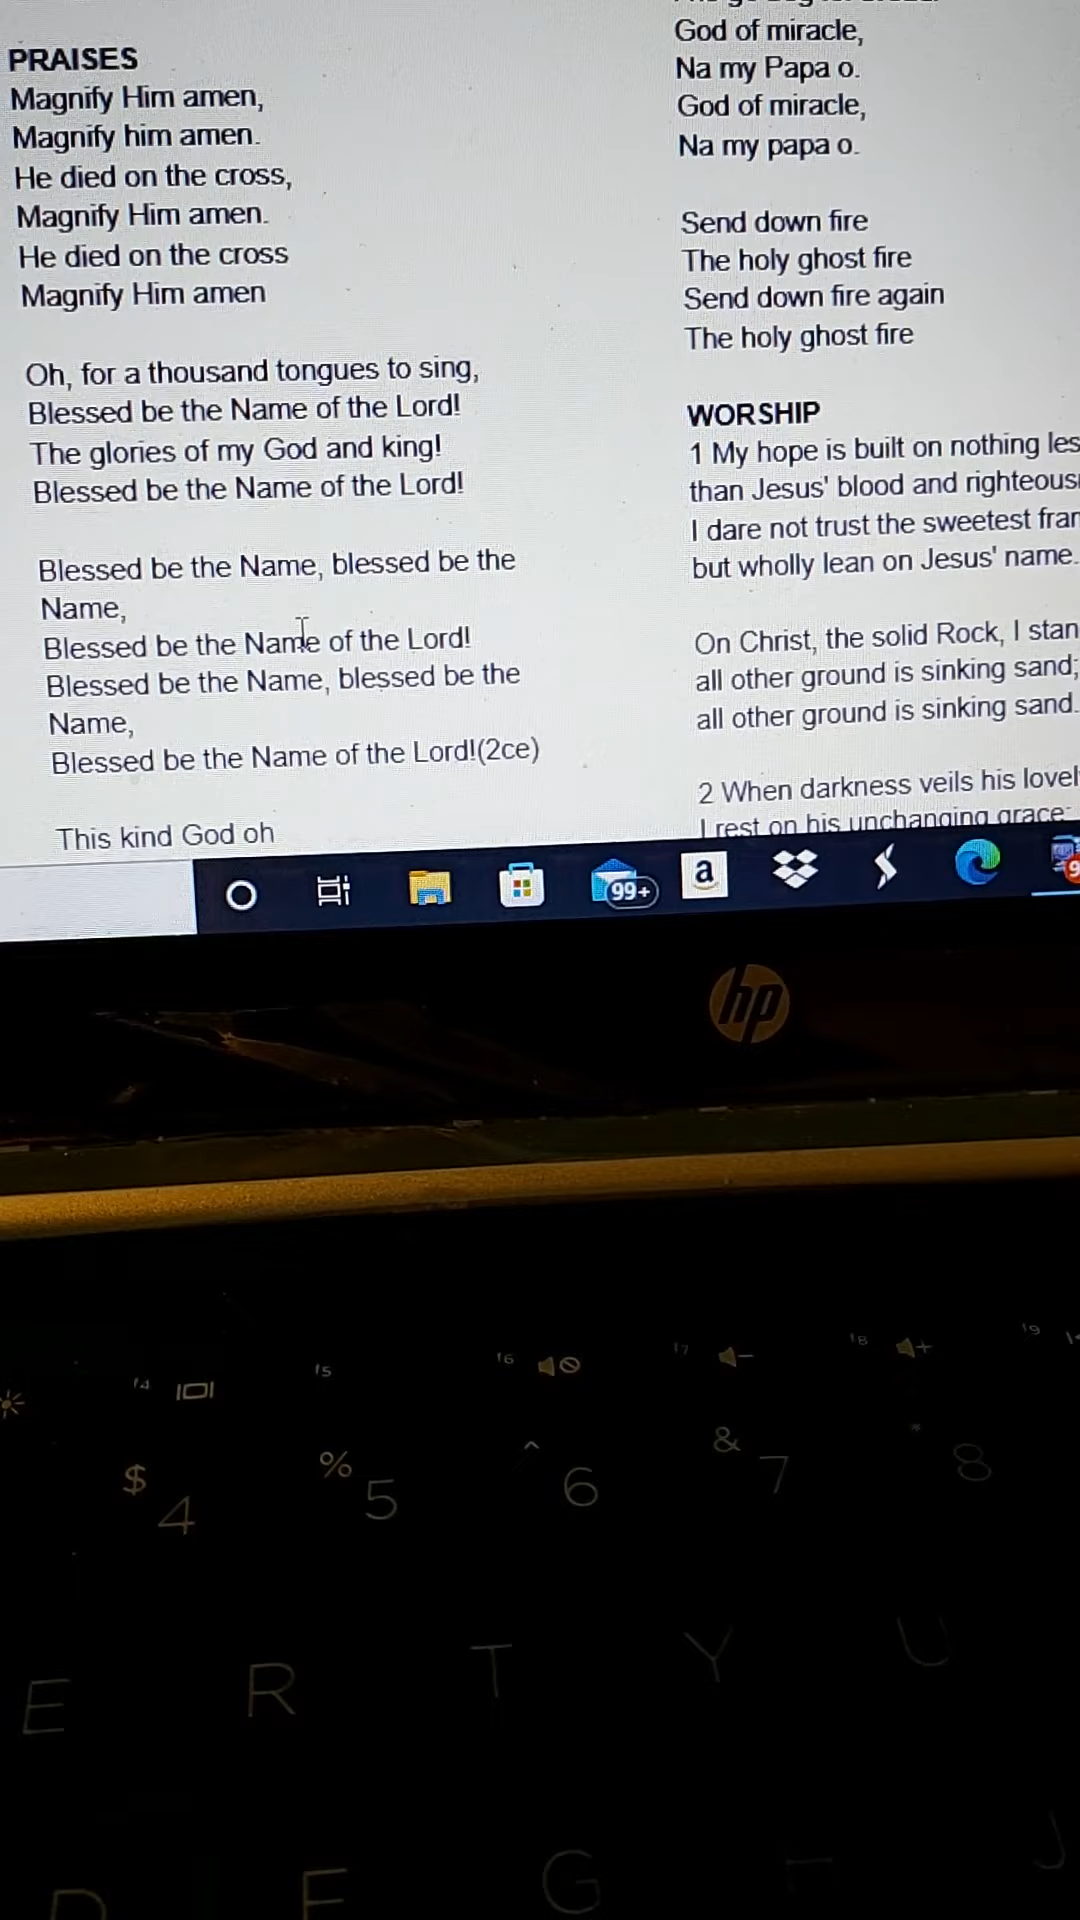 PRAISES
Magnify Him amen,
Magnify him amen.
He died on the cross,
Magnify Him amen.
He died on the cross
Magnify Him amen
Oh, for a thousand tongues to sing,
Blessed be the Name of the Lord!
The glories of my God and king!
Blessed be the Name of the Lord!
Blessed be the Name, blessed be the
Name,
Blessed be the Name of the Lord!
Blessed be the Name, blessed be the
Name,
Blessed be the Name of the Lord!(2ce)
This kind God oh
God of miracle,
Na my Papa o.
God of miracle,
Na my papa o.
Send down fire
The holy ghost fire
Send down fire again
The holy ghost fire
WORSHIP
1 My hope is built on nothing les
than Jesus' blood and righteous
I dare not trust the sweetest fra
but wholly lean on Jesus' name.
On Christ, the solid Rock, I stan
all other ground is sinking sand;
all other ground is sinking sand.
2 When darkness veils his lovel
I rest on his unchanging grace
99+
a
9
hp
f4
f5
f6
f7
f8
f9
$ 4
% 5
^ 6
& 7
* 8
E R T Y U
D F G H J